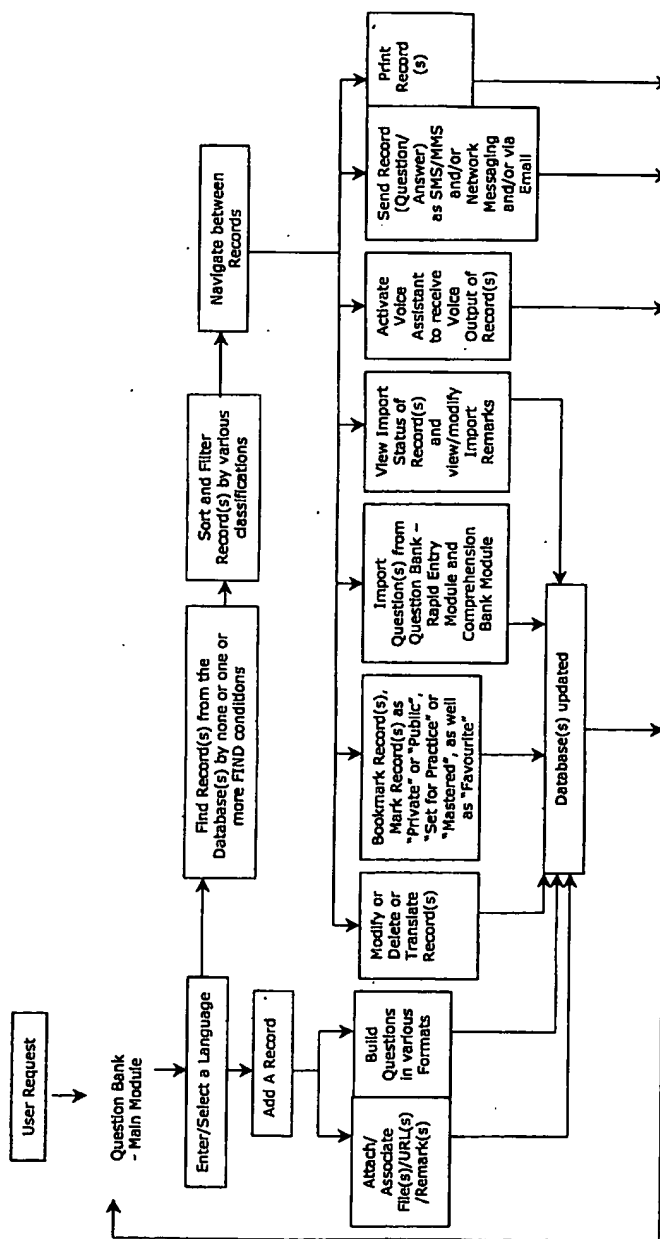 User Request
Question Bank
- Main Module
Enter/Select a Language
Find Record(s) from the
Database(s) by none or one or
more FIND conditions
Sort and Filter
Record(s) by various
classifications
Navigate between
Records
Add A Record
Attach/
Associate
File(s)/URL(s)
/Remark(s)
Build
Questions
in various
Formats
Modify or
Delete or
Translate
Record(s)
Bookmark Record(s),
Mark Record(s) as
"Private" or "Public",
"Set for Practice" or
"Mastered", as well
as "Favourite"
Import
Question(s) from
Question Bank –
Rapid Entry
Module and
Comprehension
Bank Module
View Import
Status of
Record(s)
and
view/modify
Import
Remarks
Activate
Voice
Assistant
to receive
Voice
Output of
Record(s)
Send Record
(Question/
Answer)
as SMS/MMS
and/or
Network
Messaging
and/or via
Email
Print
Record
(s)
Database(s) updated